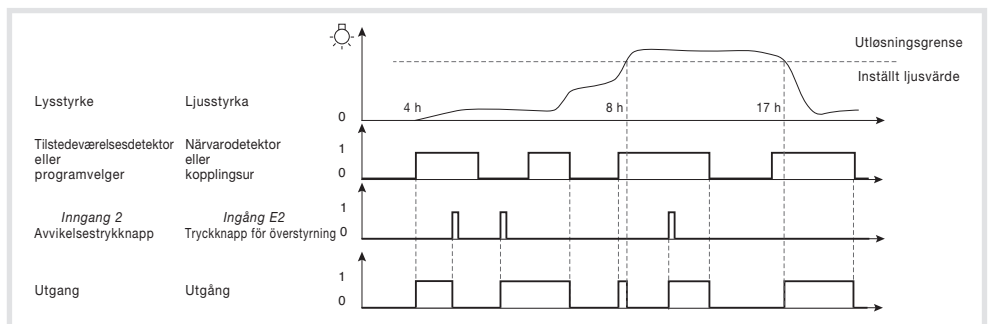 Utløsningsgrense
Inställt ljusvärde
Lysstyrke Ljusstyrka
0 4 h 8 h 17 h
Tilstedeværelsesdetektor Närvarodetektor
eller eller
programvelger kopplingsur
1
0
Inngang 2 Ingång E2
Avvikelsestrykknapp Tryckknapp för överstyrning
1
0
Utgang Utgång
1
0